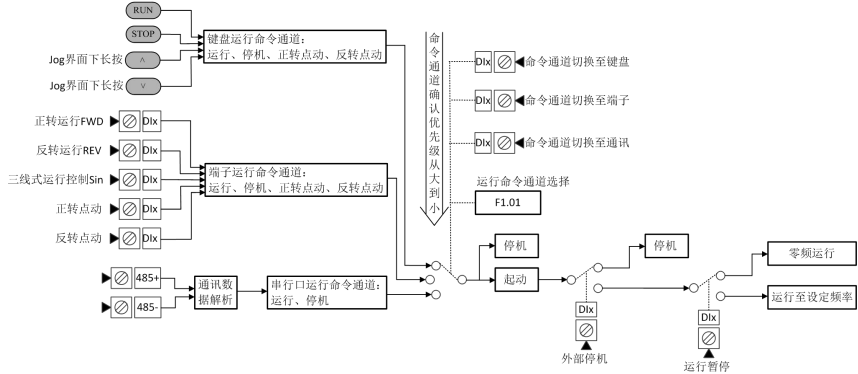 RUN
STOP
Jog界面下长按
∧
Jog界面下长按
∨
键盘运行命令通道：
运行、停机、正转点动、反转点动
正转运行FWD
DIx
反转运行REV
DIx
三线式运行控制Sin
DIx
正转点动
DIx
反转点动
DIx
端子运行命令通道：
运行、停机、正转点动、反转点动
485+
485-
通讯数
据解析
串行口运行命令通道：
运行、停机
命令通道确认优先级从大到小
DIx
命令通道切换至键盘
DIx
命令通道切换至端子
DIx
命令通道切换至通讯
运行命令通道选择
F1.01
停机
起动
停机
DIx
外部停机
零频运行
运行至设定频率
DIx
运行暂停